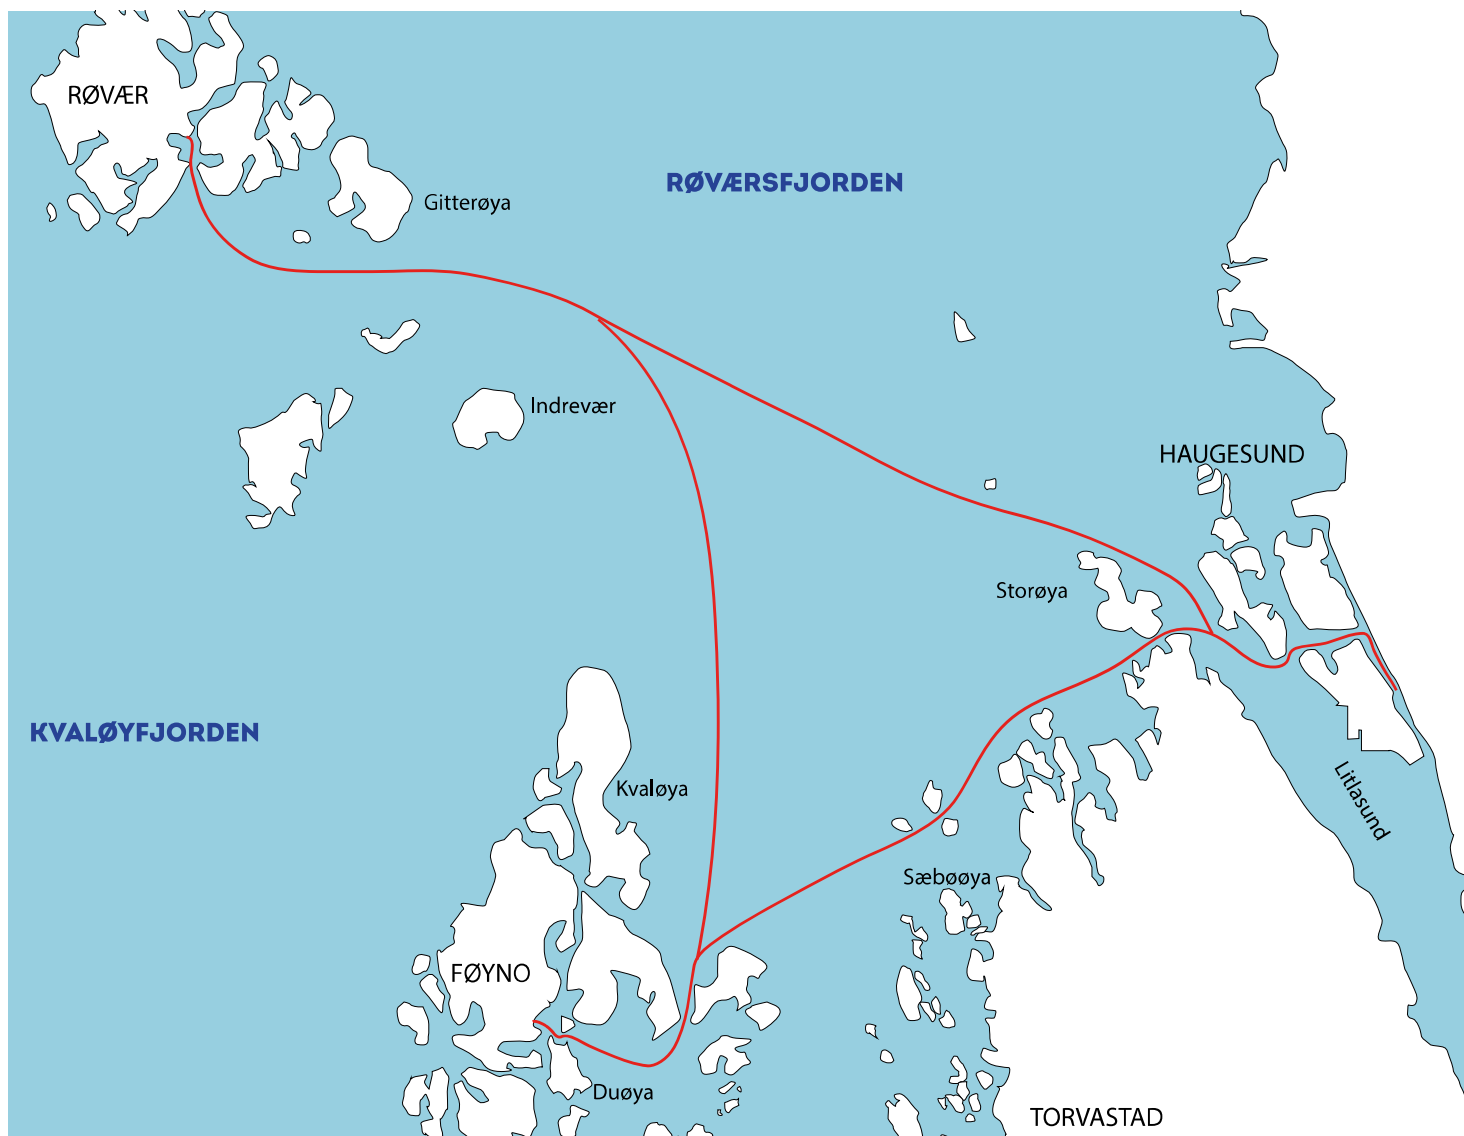 RØVÆR
RØVÆRSFJORDEN
Gitterøya
Indrevær
HAUGESUND
Storøya
KVALØYFJORDEN
Kvaløya
Litlasund
Sæbøøya
FØYNO
Duøya
TORVASTAD